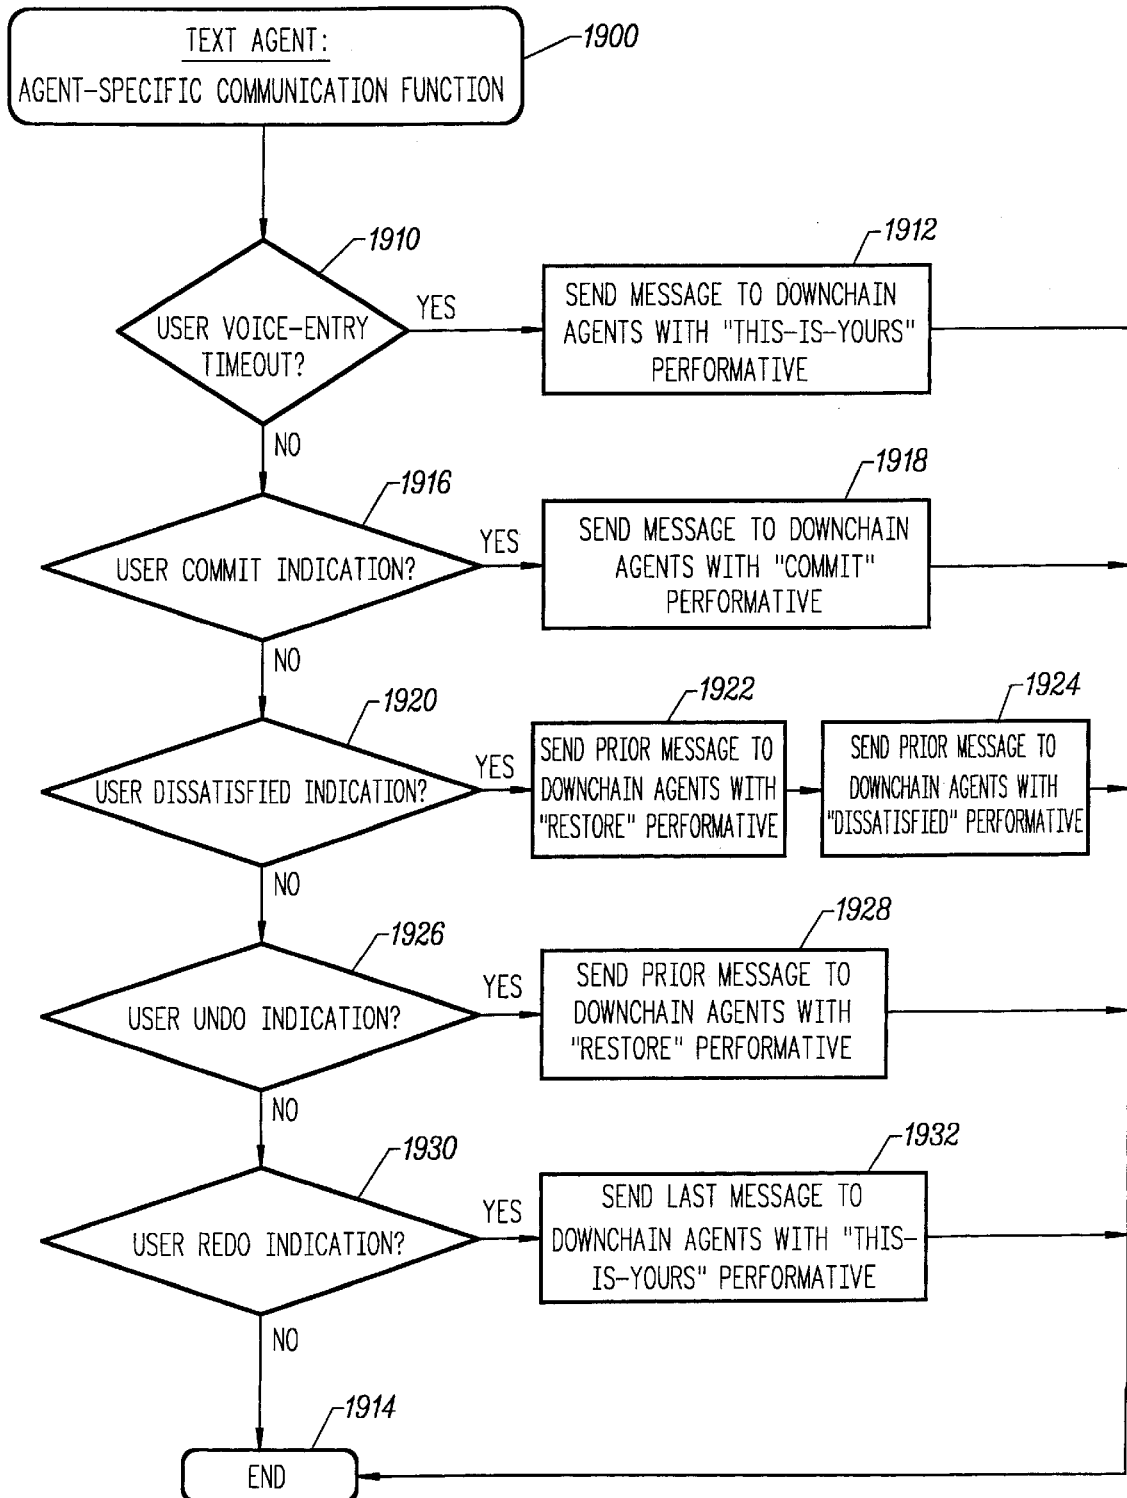 TEXT AGENT:
AGENT-SPECIFIC COMMUNICATION FUNCTION
1900
1910
USER VOICE-ENTRY
TIMEOUT?
YES
NO
1912
SEND MESSAGE TO DOWNCHAIN
AGENTS WITH "THIS-IS-YOURS"
PERFORMATIVE
1916
USER COMMIT INDICATION?
YES
NO
1918
SEND MESSAGE TO DOWNCHAIN
AGENTS WITH "COMMIT"
PERFORMATIVE
1920
USER DISSATISFIED INDICATION?
YES
NO
1922
SEND PRIOR MESSAGE TO
DOWNCHAIN AGENTS WITH
"RESTORE" PERFORMATIVE
1924
SEND PRIOR MESSAGE TO
DOWNCHAIN AGENTS WITH
"DISSATISFIED" PERFORMATIVE
1926
USER UNDO INDICATION?
YES
NO
1928
SEND PRIOR MESSAGE TO
DOWNCHAIN AGENTS WITH
"RESTORE" PERFORMATIVE
1930
USER REDO INDICATION?
YES
NO
1932
SEND LAST MESSAGE TO
DOWNCHAIN AGENTS WITH "THIS-
IS-YOURS" PERFORMATIVE
1914
END